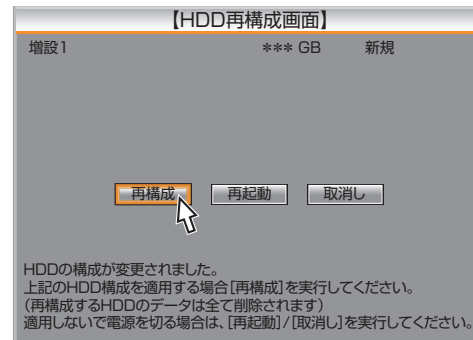 【HDD再構成画面】
増設1 *** GB 新規
再構成 再起動 取消し
HDDの構成が変更されました。
上記のHDD構成を適用する場合[再構成]を実行してください。
(再構成するHDDのデータは全て削除されます)
適用しないで電源を切る場合は、[再起動]/[取消し]を実行してください。